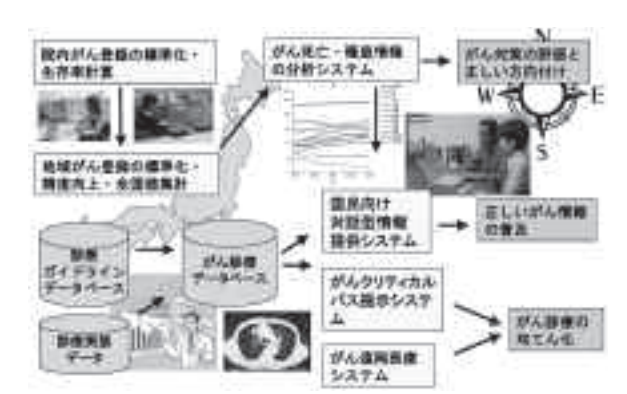 院内がん登録の標準化・
生存率計算
がん死亡・罹患情報
の分析システム
がん対策の評価と
正しい方向付け
N
W
E
S
地域がん登録の標準化・
精度向上・全国値集計
国民向け
対話型情報
提供システム
正しいがん情報
の普及
診療
ガイドライン
データベース
がん診療
データベース
がんクリティカル
パス提示システ
ム
診療実績
データ
がん遠隔医療
システム
がん診療の
均てん化